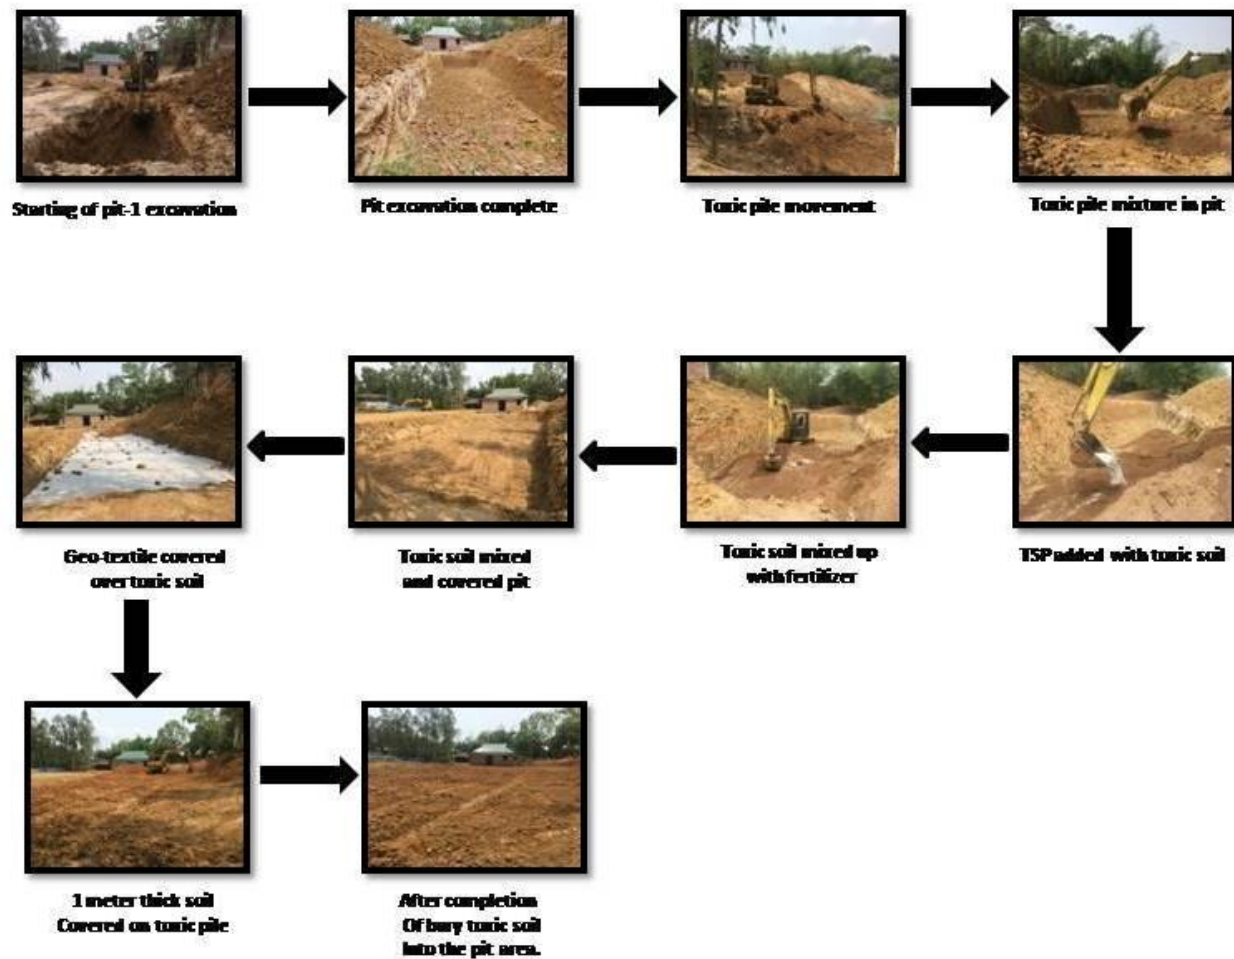 Starting of pit-1 excavation
Pit excavation complete
Toxic pile movement
Toxic pile mixture in pit
TSP added with toxic soil
Toxic soil mixed up
with fertilizer
Toxic soil mixed
and covered pit
Geo-textile covered
over toxic soil
1 meter thick soil
Covered on toxic pile
After completion
Of bury toxic soil
Into the pit area.